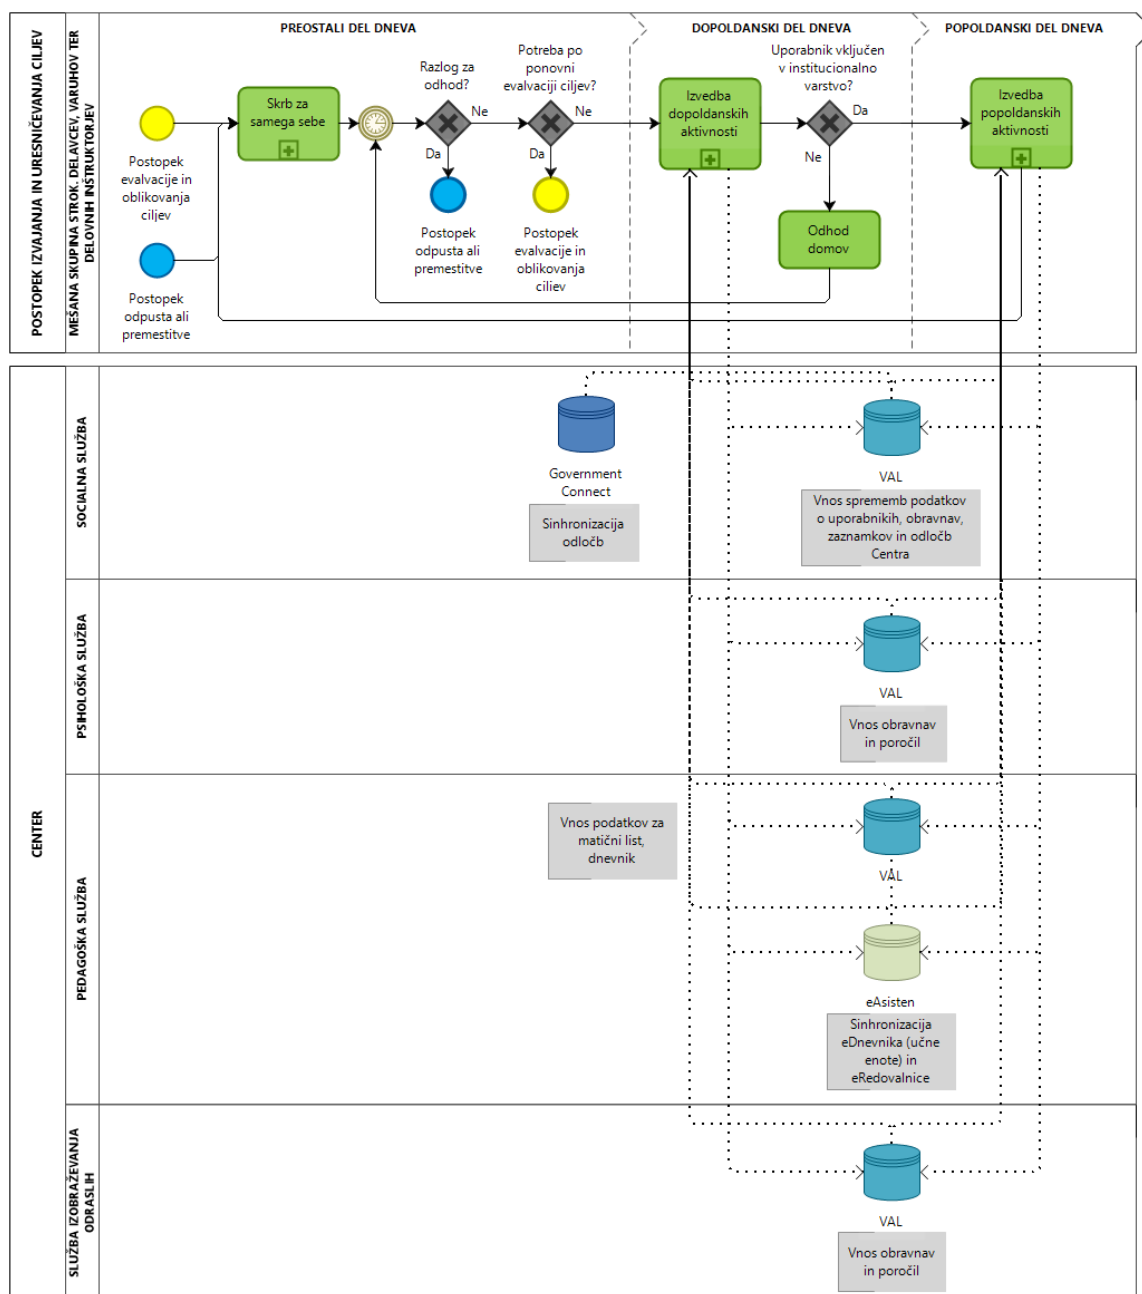 POSTOPEK IZVAJANJA IN URESNIČEVANJA CILJEV
MEŠANA SKUPINA STROK. DELAVCEV, VARUHOV TER
DELOVNIH INŠTRUKTORJEV
PREOSTALI DEL DNEVA
DOPOLDANSKI DEL DNEVA
POPOLDANSKI DEL DNEVA
Postopek
evalvacije in
oblikovanja
ciljev
Postopek
odpusta ali
premestitve
Skrb za
samega sebe
Razlog za
odhod?
Ne
Da
Postopek
odpusta ali
premestitve
Potreba po
ponovni
evalvaciji ciljev?
Ne
Da
Postopek
evalvacije in
oblikovanja
ciljev
Izvedba
dopoldanskih
aktivnosti
Uporabnik vključen
v institucionalno
varstvo?
Da
Ne
Odhod
domov
Izvedba
popoldanskih
aktivnosti
CENTER
SOCIALNA SLUŽBA
Government
Connect
Sinhronizacija
odločb
VAL
Vnos sprememb podatkov
o uporabnikih, obravnav,
zaznamkov in odločb
Centra
PSIHOLOŠKA SLUŽBA
VAL
Vnos obravnav
in poročil
PEDAGOŠKA SLUŽBA
Vnos podatkov za
matični list,
dnevnik
VAL
eAsisten
Sinhronizacija
eDnevnika (učne
enote) in
eRedovalnice
SLUŽBA IZOBRAŽEVANJA
ODRASLIH
VAL
Vnos obravnav
in poročil